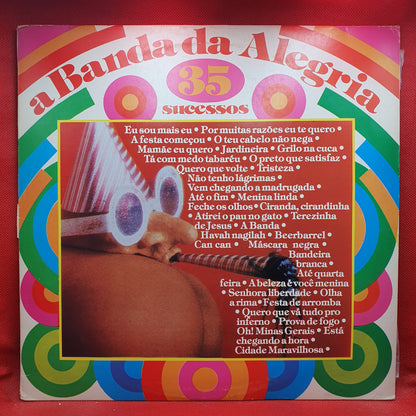 a Banda da Alegria
35
sucessos
Eu sou mais eu • Por muitas razões eu te quero •
A festa começou • O teu cabelo não nega •
Mamãe eu quero • Jardineira • Grilo na cuca •
Tá com medo tabaréu • O preto que satisfaz •
Quero que volte • Tristeza •
Não tenho lágrimas •
Vem chegando a madrugada •
Até o fim • Menina linda •
Feche os olhos • Ciranda, cirandinha
• Atirei o pau no gato • Terezinha
de Jesus • A Banda •
Havah nagilah • Beerbarrel •
Can can • Máscara negra •
Bandeira
branca •
Até quarta
feira • A beleza é você menina
• Senhora liberdade • Olha
a rima • Festa de arromba
• Quero que vá tudo pro
inferno • Prova de fogo •
Oh! Minas Gerais • Está
chegando a hora •
Cidade Maravilhosa •